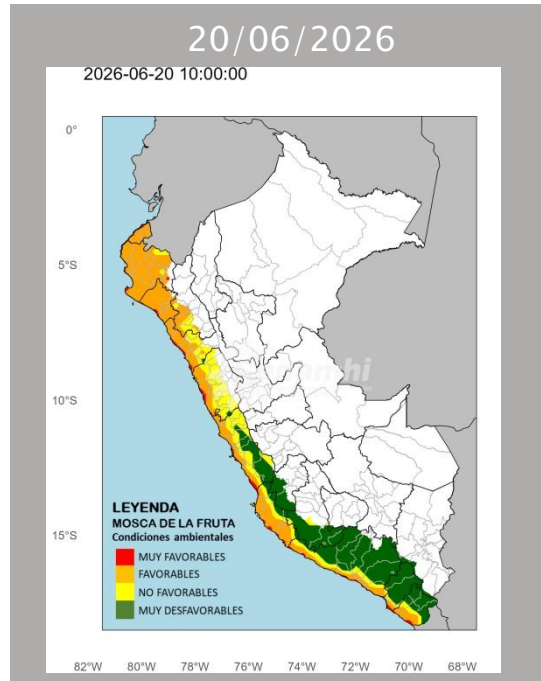 20/06/2026
2026-06-20 10:00:00
0°
5°S
10°S
15°S
senamhi
LEYENDA
MOSCA DE LA FRUTA
Condiciones ambientales
MUY FAVORABLES
FAVORABLES
NO FAVORABLES
MUY DESFAVORABLES
82°W 80°W 78°W 76°W 74°W 72°W 70°W 68°W